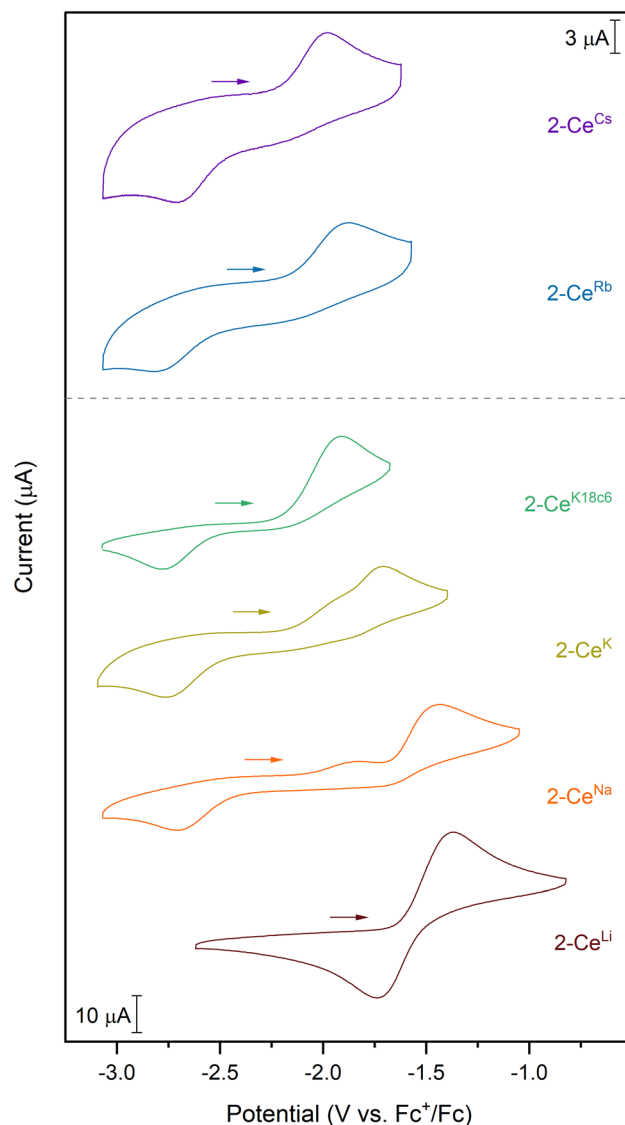 3 μA
2-Ce^Cs
2-Ce^Rb
2-Ce^K18c6
2-Ce^K
2-Ce^Na
2-Ce^Li
10 μA
Current (μA)
-3.0 -2.5 -2.0 -1.5 -1.0
Potential (V vs. Fc⁺/Fc)